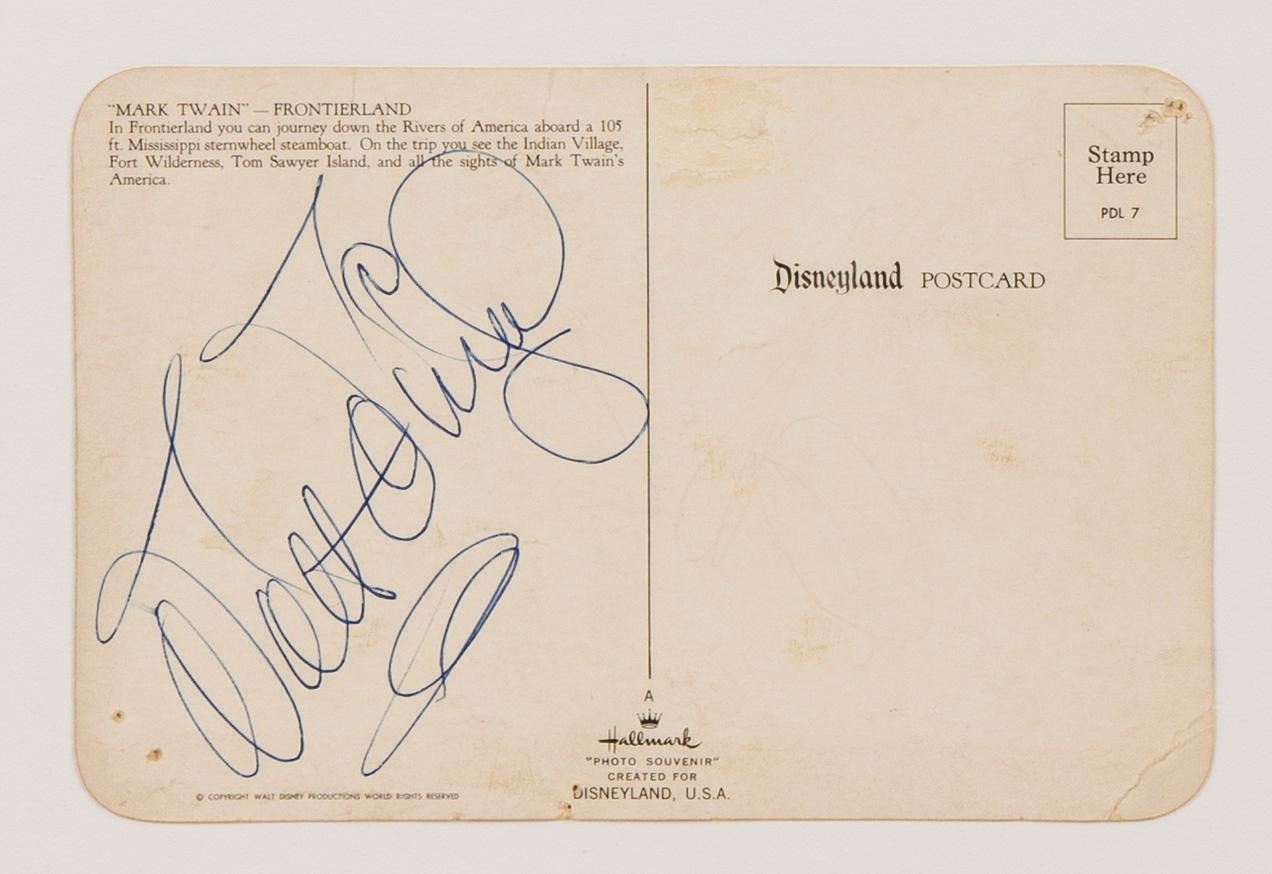 "MARK TWAIN" — FRONTIERLAND
In Frontierland you can journey down the Rivers of America aboard a 105
ft. Mississippi sternwheel steamboat. On the trip you see the Indian Village,
Fort Wilderness, Tom Sawyer Island, and all the sights of Mark Twain's
America.
Walt Disney
© COPYRIGHT WALT DISNEY PRODUCTIONS WORLD RIGHTS RESERVED
A
Hallmark
"PHOTO SOUVENIR"
CREATED FOR
DISNEYLAND, U.S.A.
Stamp
Here
PDL 7
Disneyland POSTCARD